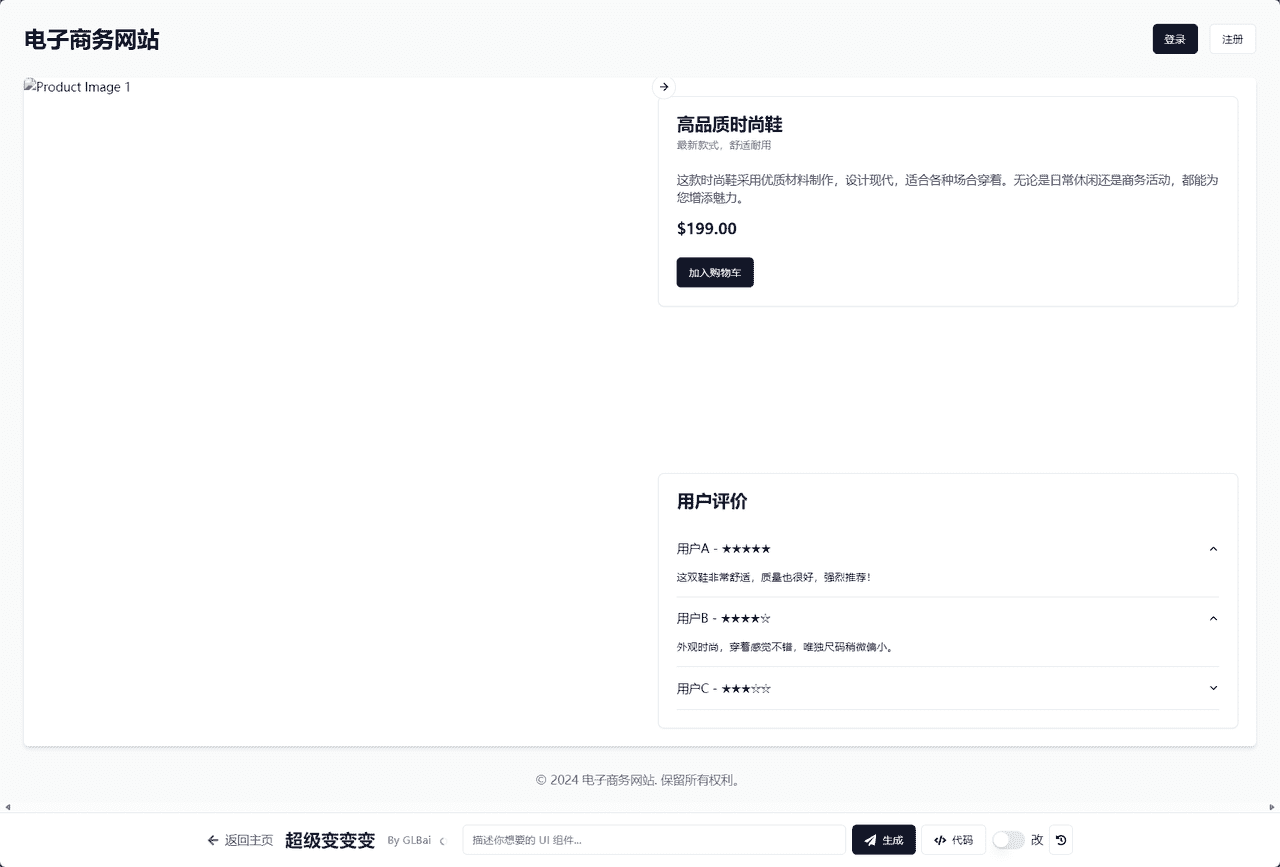 电子商务网站
登录
注册
Product Image 1
高品质时尚鞋
最新款式，舒适耐用
这款时尚鞋采用优质材料制作，设计现代，适合各种场合穿着。无论是日常休闲还是商务活动，都能为
您增添魅力。
$199.00
加入购物车
用户评价
用户A - ★★★★★
这双鞋非常舒适，质量也很好，强烈推荐！
用户B - ★★★★☆
外观时尚，穿着感觉不错，唯独尺码稍微偏小。
用户C - ★★★☆☆
© 2024 电子商务网站. 保留所有权利。
返回主页 超级变变变 By GLBai
描述你想要的 UI 组件...
生成
代码
改